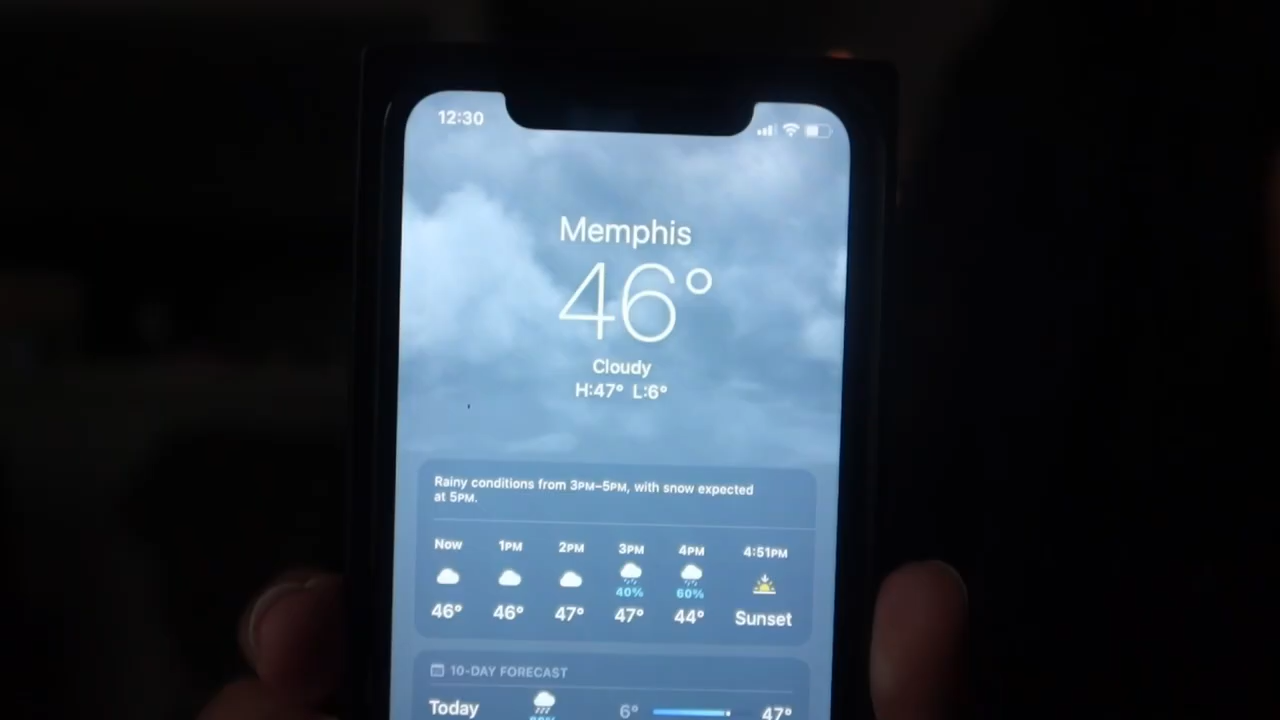 12:30
Memphis
46°
Cloudy
H:47° L:6°
Rainy conditions from 3PM–5PM, with snow expected
at 5PM.
Now 1PM 2PM 3PM 4PM 4:51PM
40% 60%
46° 46° 47° 47° 44° Sunset
10-DAY FORECAST
Today 6° 47°